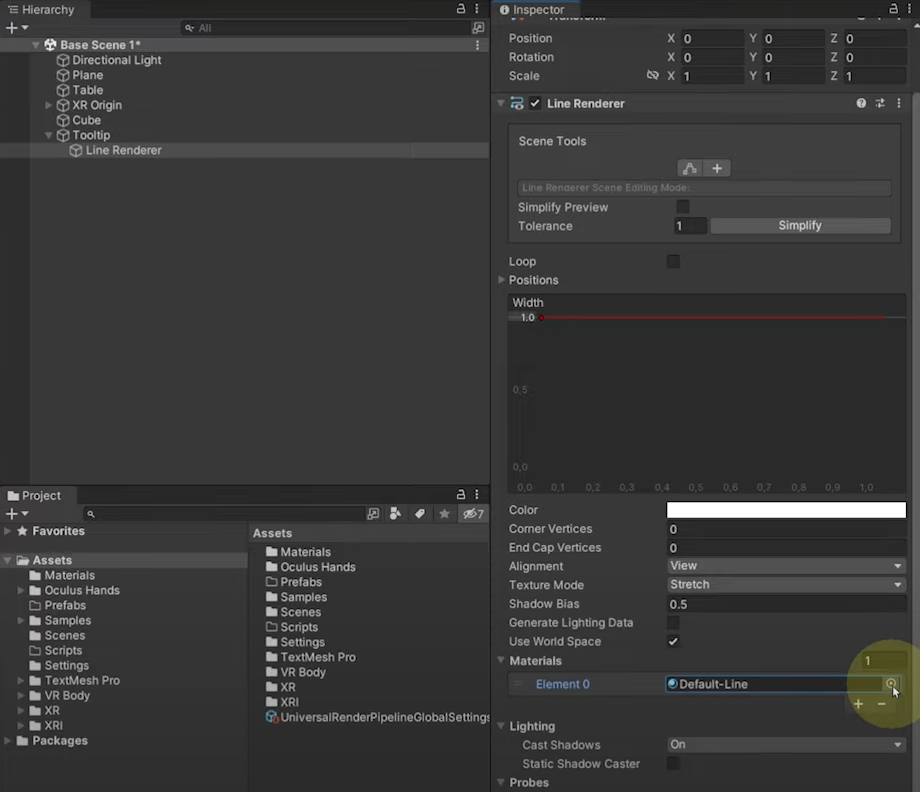 Hierarchy
All
Base Scene 1*
Directional Light
Plane
Table
XR Origin
Cube
Tooltip
Line Renderer
Project
7
Favorites
Assets
Materials
Oculus Hands
Prefabs
Samples
Scenes
Scripts
Settings
TextMesh Pro
VR Body
XR
XRI
Packages
Assets
Materials
Oculus Hands
Prefabs
Samples
Scenes
Scripts
Settings
TextMesh Pro
VR Body
XR
XRI
UniversalRenderPipelineGlobalSettings
Inspector
Position X 0 Y 0 Z 0
Rotation X 0 Y 0 Z 0
Scale X 1 Y 1 Z 1
Line Renderer
Scene Tools
Line Renderer Scene Editing Mode:
Simplify Preview
Tolerance 1 Simplify
Loop
Positions
Width
1.0
0,5
0,0
0,0 0,1 0,2 0,3 0,4 0,5 0,6 0,7 0,8 0,9 1,0
Color
Corner Vertices 0
End Cap Vertices 0
Alignment View
Texture Mode Stretch
Shadow Bias 0.5
Generate Lighting Data
Use World Space
Materials 1
Element 0 Default-Line
Lighting
Cast Shadows On
Static Shadow Caster
Probes